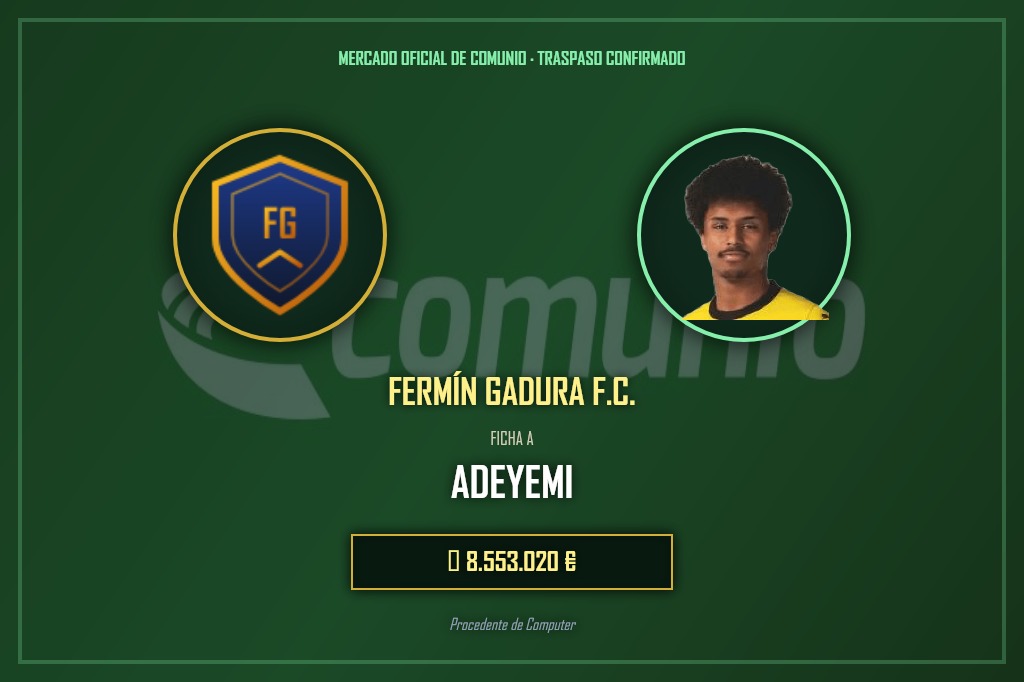 MERCADO OFICIAL DE COMUNIO · TRASPASO CONFIRMADO
FG
comunio
FERMÍN GADURA F.C.
FICHA A
ADEYEMI
8.553.020 €
Procedente de Computer